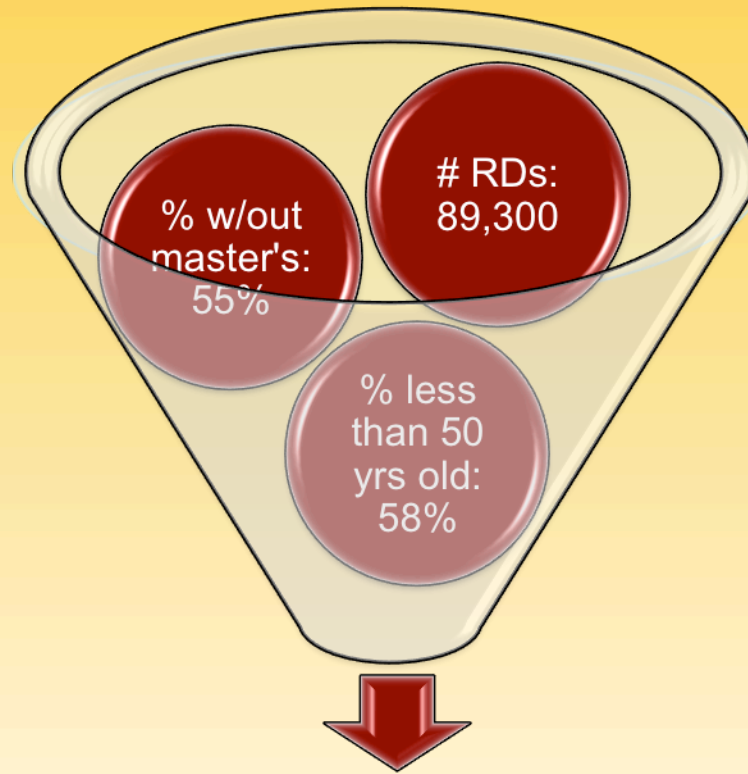 % w/out
master's:
55%
# RDs:
89,300
% less
than 50
yrs old:
58%